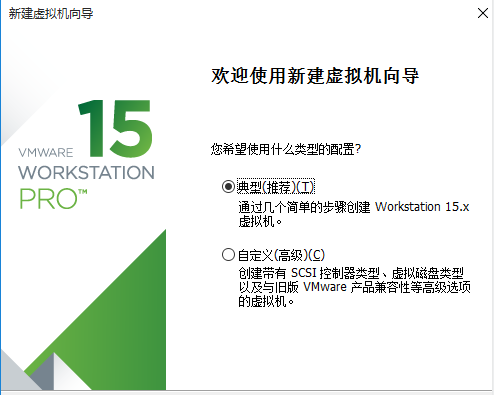 新建虚拟机向导
欢迎使用新建虚拟机向导
15
VMWARE
WORKSTATION
PRO™
您希望使用什么类型的配置?
典型(推荐)(T)
通过几个简单的步骤创建 Workstation 15.x
虚拟机。
自定义(高级)(C)
创建带有 SCSI 控制器类型、虚拟磁盘类型
以及与旧版 VMware 产品兼容性等高级选项
的虚拟机。